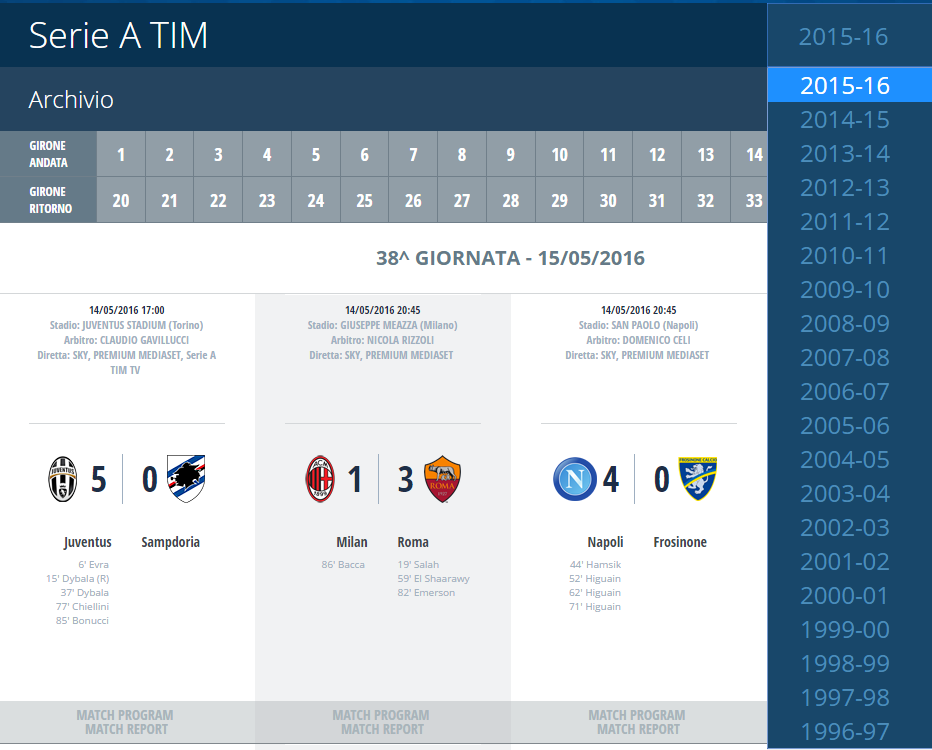 Serie A TIM
2015-16
Archivio
2015-16
2014-15
2013-14
2012-13
2011-12
2010-11
2009-10
2008-09
2007-08
2006-07
2005-06
2004-05
2003-04
2002-03
2001-02
2000-01
1999-00
1998-99
1997-98
1996-97
GIRONE
ANDATA
1 2 3 4 5 6 7 8 9 10 11 12 13 14
GIRONE
RITORNO
20 21 22 23 24 25 26 27 28 29 30 31 32 33
38^ GIORNATA - 15/05/2016
14/05/2016 17:00
Stadio: JUVENTUS STADIUM (Torino)
Arbitro: CLAUDIO GAVILLUCCI
Diretta: SKY, PREMIUM MEDIASET, Serie A
TIM TV
JUVENTUS
5 0
Juventus Sampdoria
6' Evra
15' Dybala (R)
37' Dybala
77' Chiellini
85' Bonucci
MATCH PROGRAM
MATCH REPORT
14/05/2016 20:45
Stadio: GIUSEPPE MEAZZA (Milano)
Arbitro: NICOLA RIZZOLI
Diretta: SKY, PREMIUM MEDIASET
ACM
1899
1 3
ROMA
1927
Milan Roma
86' Bacca
19' Salah
59' El Shaarawy
82' Emerson
MATCH PROGRAM
MATCH REPORT
14/05/2016 20:45
Stadio: SAN PAOLO (Napoli)
Arbitro: DOMENICO CELI
Diretta: SKY, PREMIUM MEDIASET
N
4 0
FROSINONE CALCIO
Napoli Frosinone
44' Hamsik
52' Higuain
62' Higuain
71' Higuain
MATCH PROGRAM
MATCH REPORT